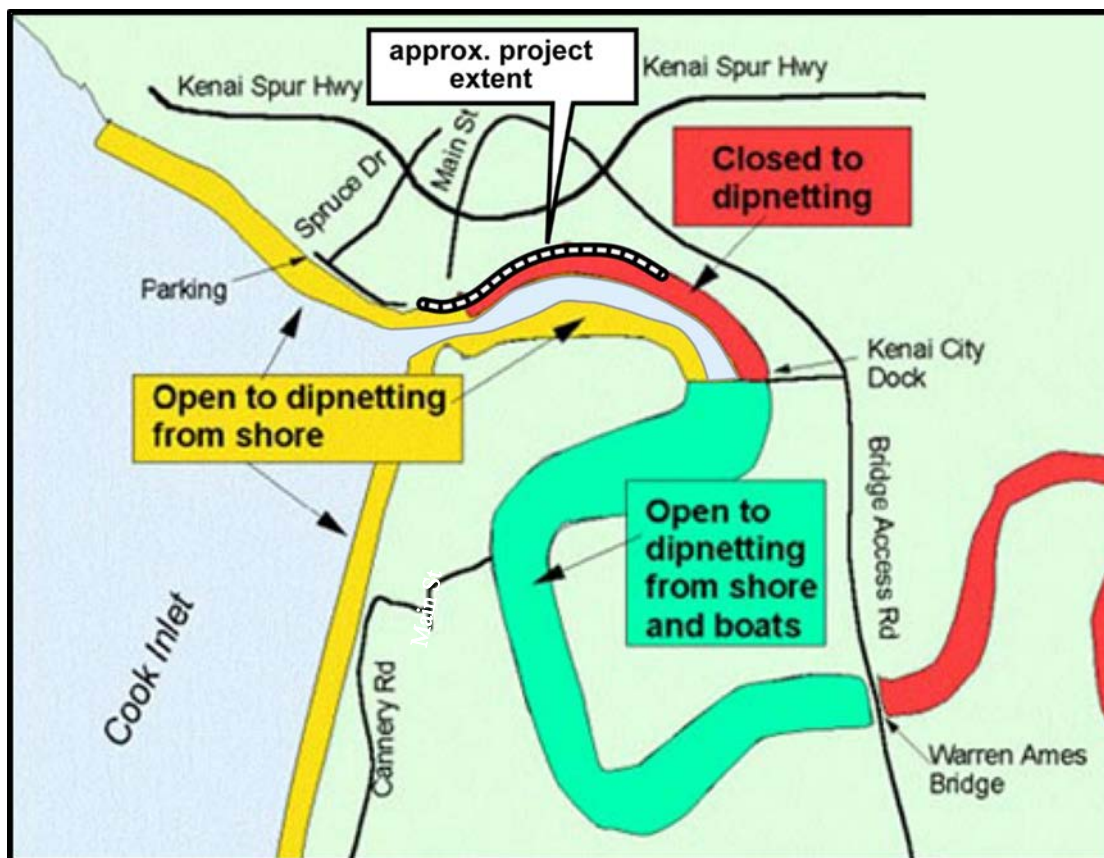 approx. project
extent
Kenai Spur Hwy
Kenai Spur Hwy
Main St
Spruce Dr
Closed to
dipnetting
Parking
Kenai City
Dock
Open to dipnetting
from shore
Bridge Access Rd
Open to
dipnetting
from shore
and boats
Main St
Cook Inlet
Cannery Rd
Warren Ames
Bridge